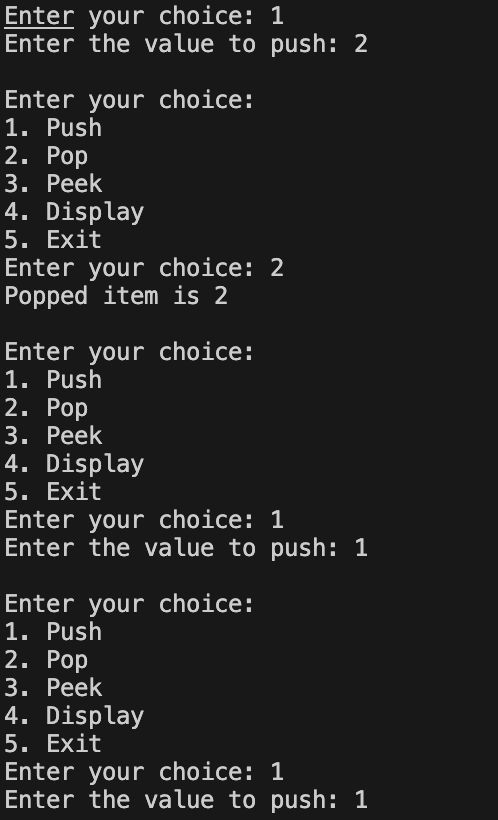 Enter your choice: 1
Enter the value to push: 2

Enter your choice:
1. Push
2. Pop
3. Peek
4. Display
5. Exit
Enter your choice: 2
Popped item is 2

Enter your choice:
1. Push
2. Pop
3. Peek
4. Display
5. Exit
Enter your choice: 1
Enter the value to push: 1

Enter your choice:
1. Push
2. Pop
3. Peek
4. Display
5. Exit
Enter your choice: 1
Enter the value to push: 1